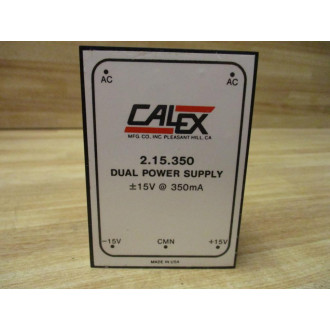 AC AC
CALEX
MFG. CO., INC. PLEASANT HILL, CA
2.15.350
DUAL POWER SUPPLY
±15V @ 350mA
-15V CMN +15V
MADE IN USA